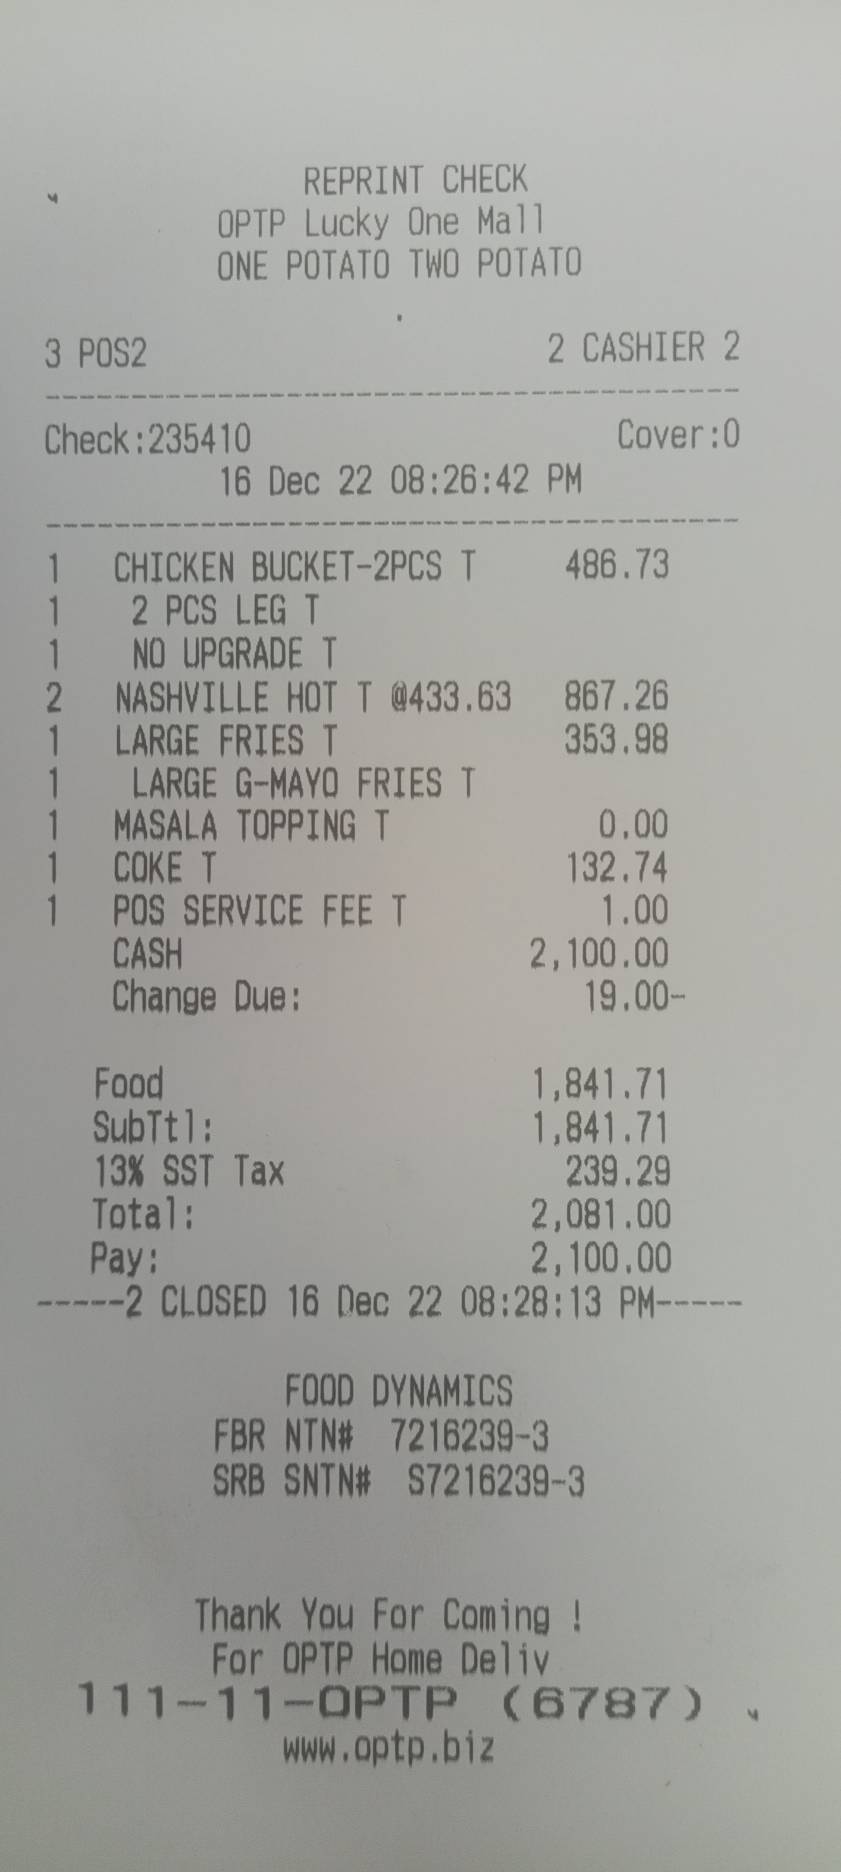 REPRINT CHECK
OPTP Lucky One Mall
ONE POTATO TWO POTATO
3 POS2 2 CASHIER 2
----------------------------------------
Check:235410 Cover:0
16 Dec 22 08:26:42 PM
----------------------------------------
1 CHICKEN BUCKET-2PCS T 486.73
1 2 PCS LEG T
1 NO UPGRADE T
2 NASHVILLE HOT T @433.63 867.26
1 LARGE FRIES T 353.98
1 LARGE G-MAYO FRIES T
1 MASALA TOPPING T 0.00
1 COKE T 132.74
1 POS SERVICE FEE T 1.00
CASH 2,100.00
Change Due: 19.00-
Food 1,841.71
SubTtl: 1,841.71
13% SST Tax 239.29
Total: 2,081.00
Pay: 2,100.00
-----2 CLOSED 16 Dec 22 08:28:13 PM-----
FOOD DYNAMICS
FBR NTN# 7216239-3
SRB SNTN# S7216239-3
Thank You For Coming !
For OPTP Home Deliv
111-11-OPTP (6787)
www.optp.biz